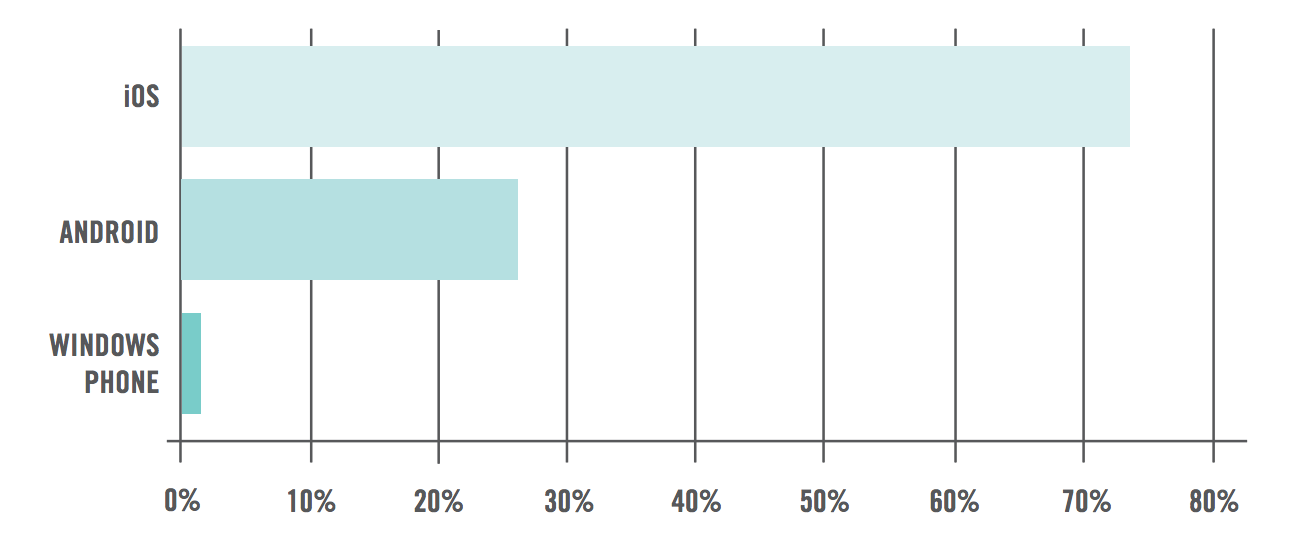 iOS
ANDROID
WINDOWS
PHONE
0% 10% 20% 30% 40% 50% 60% 70% 80%